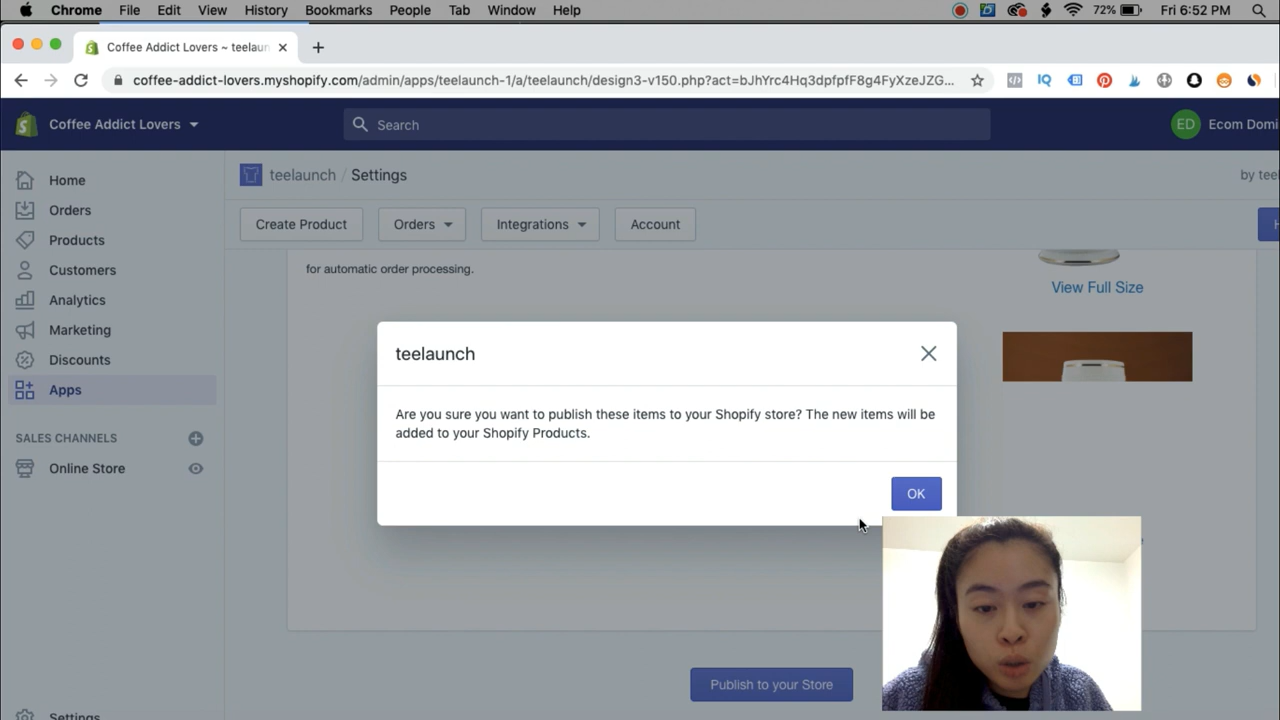 Chrome File Edit View History Bookmarks People Tab Window Help 72% Fri 6:52 PM
Coffee Addict Lovers ~ teelaun
coffee-addict-lovers.myshopify.com/admin/apps/teelaunch-1/a/teelaunch/design3-v150.php?act=bJhYrc4Hq3dpfpfF8g4FyXzeJZG...
Coffee Addict Lovers Search ED Ecom Domi
Home
Orders
Products
Customers
Analytics
Marketing
Discounts
Apps
SALES CHANNELS
Online Store
Settings
teelaunch / Settings by teel
Create Product Orders Integrations Account H
for automatic order processing.
View Full Size
teelaunch
Are you sure you want to publish these items to your Shopify store? The new items will be
added to your Shopify Products.
OK
Publish to your Store